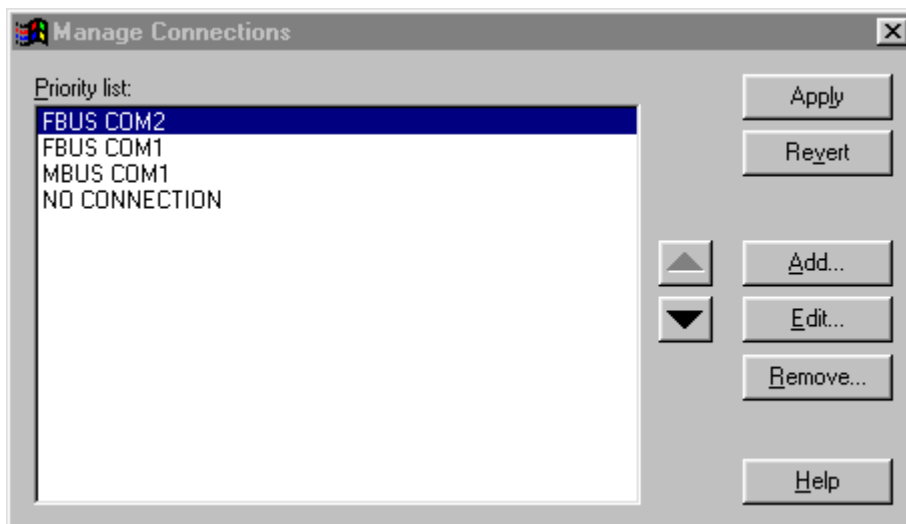 Manage Connections
Priority list:
FBUS COM2
FBUS COM1
MBUS COM1
NO CONNECTION
Apply
Revert
Add...
Edit...
Remove...
Help